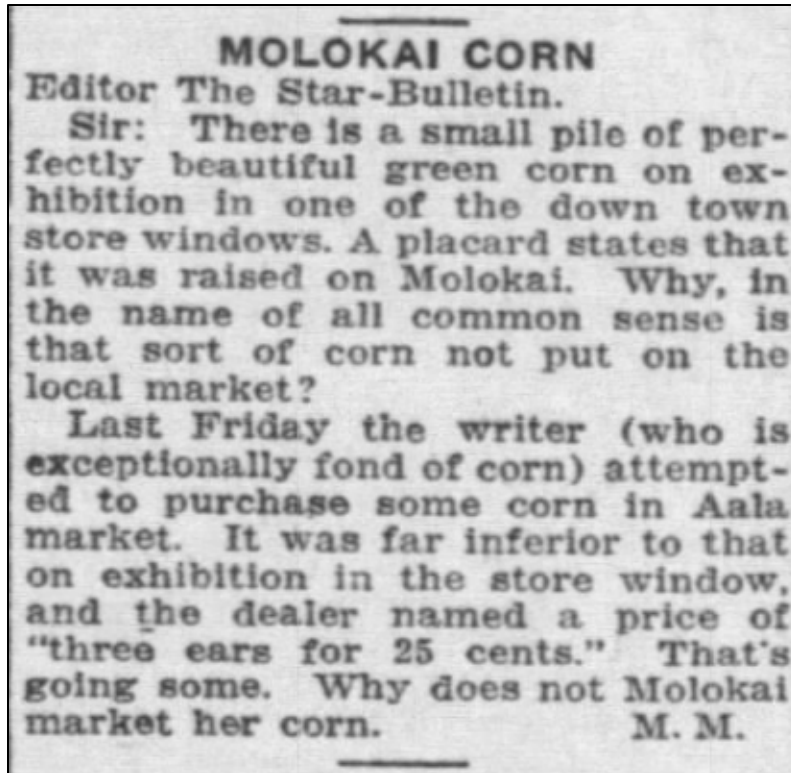 MOLOKAI CORN
Editor The Star-Bulletin.
Sir: There is a small pile of per-
fectly beautiful green corn on ex-
hibition in one of the down town
store windows. A placard states that
it was raised on Molokai. Why, in
the name of all common sense is
that sort of corn not put on the
local market?
Last Friday the writer (who is
exceptionally fond of corn) attempt-
ed to purchase some corn in Aala
market. It was far inferior to that
on exhibition in the store window,
and the dealer named a price of
"three ears for 25 cents." That's
going some. Why does not Molokai
market her corn. M. M.